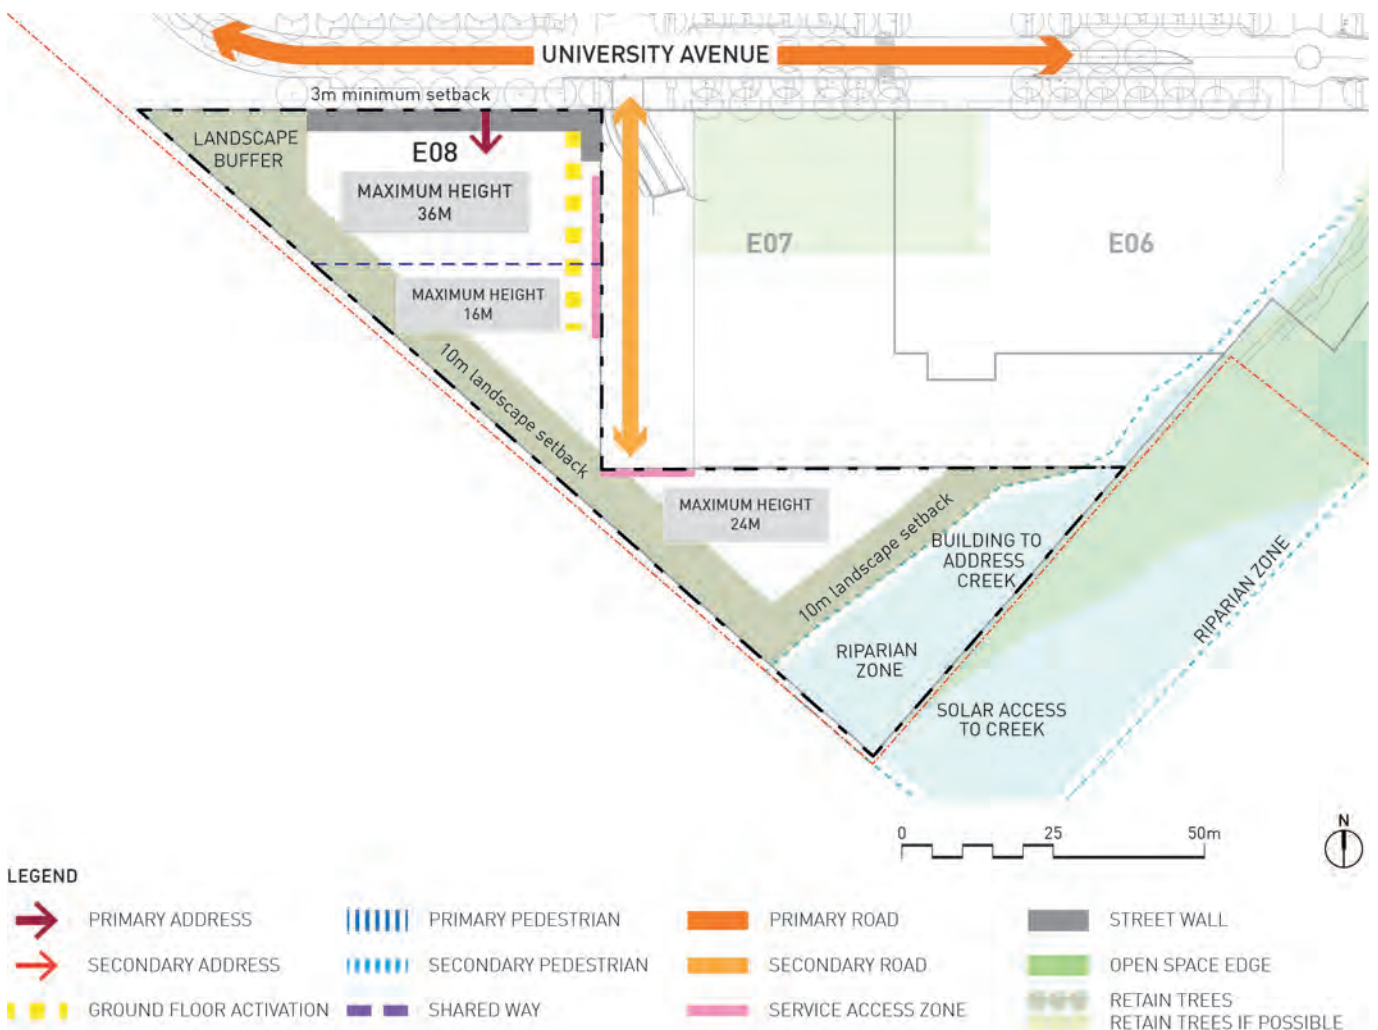 UNIVERSITY AVENUE
3m minimum setback
LANDSCAPE
BUFFER
E08
MAXIMUM HEIGHT
36M
E07
E06
MAXIMUM HEIGHT
16M
10m landscape setback
MAXIMUM HEIGHT
24M
10m landscape setback
BUILDING TO
ADDRESS
CREEK
RIPARIAN ZONE
RIPARIAN
ZONE
SOLAR ACCESS
TO CREEK
0 25 50m
N
LEGEND
PRIMARY ADDRESS
PRIMARY PEDESTRIAN
PRIMARY ROAD
STREET WALL
SECONDARY ADDRESS
SECONDARY PEDESTRIAN
SECONDARY ROAD
OPEN SPACE EDGE
GROUND FLOOR ACTIVATION
SHARED WAY
SERVICE ACCESS ZONE
RETAIN TREES
RETAIN TREES IF POSSIBLE